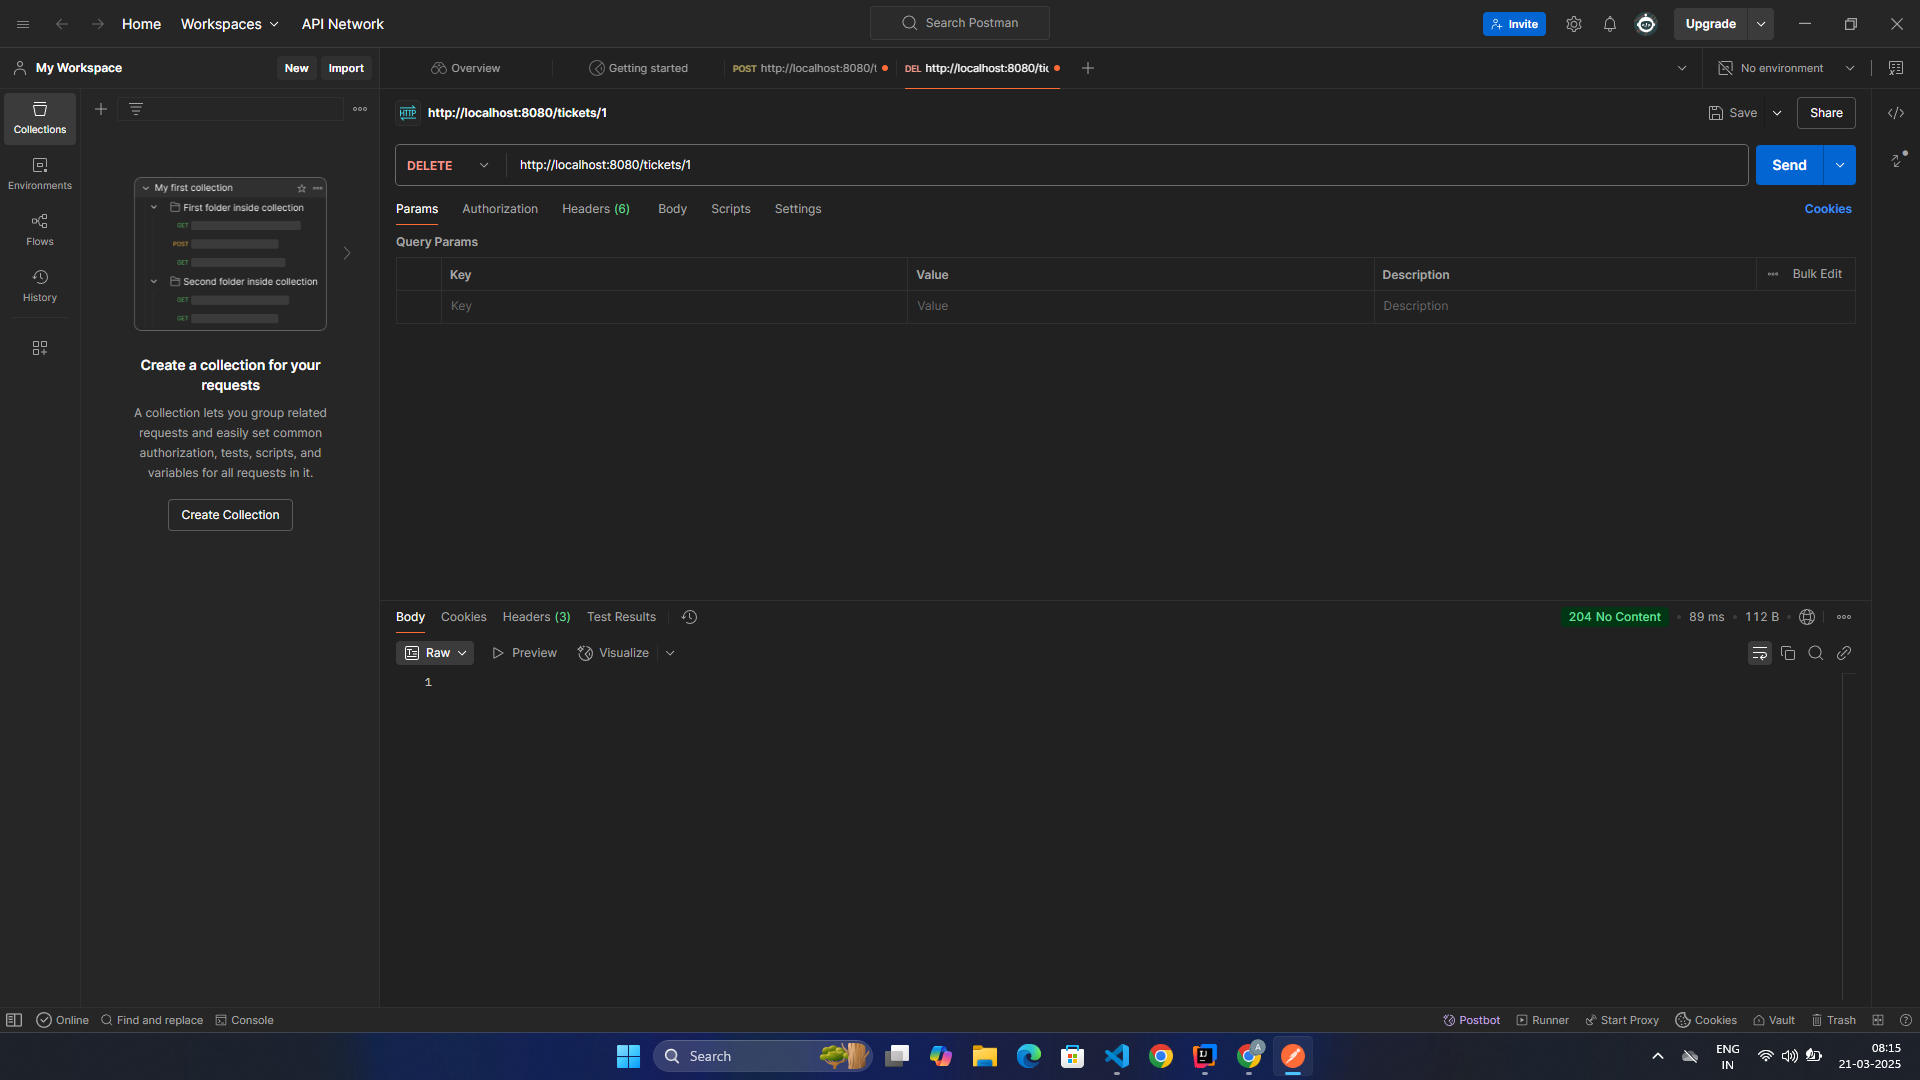 Home Workspaces API Network Search Postman Invite Upgrade
My Workspace New Import Overview Getting started POST http://localhost:8080/t DEL http://localhost:8080/tic No environment
Collections
Environments
Flows
History
My first collection
First folder inside collection
GET
POST
GET
Second folder inside collection
GET
GET
Create a collection for your
requests
A collection lets you group related
requests and easily set common
authorization, tests, scripts, and
variables for all requests in it.
Create Collection
HTTP http://localhost:8080/tickets/1 Save Share
DELETE http://localhost:8080/tickets/1 Send
Params Authorization Headers (6) Body Scripts Settings Cookies
Query Params
Key Value Description Bulk Edit
Key Value Description
Body Cookies Headers (3) Test Results 204 No Content 89 ms 112 B
Raw Preview Visualize
1
Online Find and replace Console Postbot Runner Start Proxy Cookies Vault Trash
Search
A
ENG
IN
08:15
21-03-2025